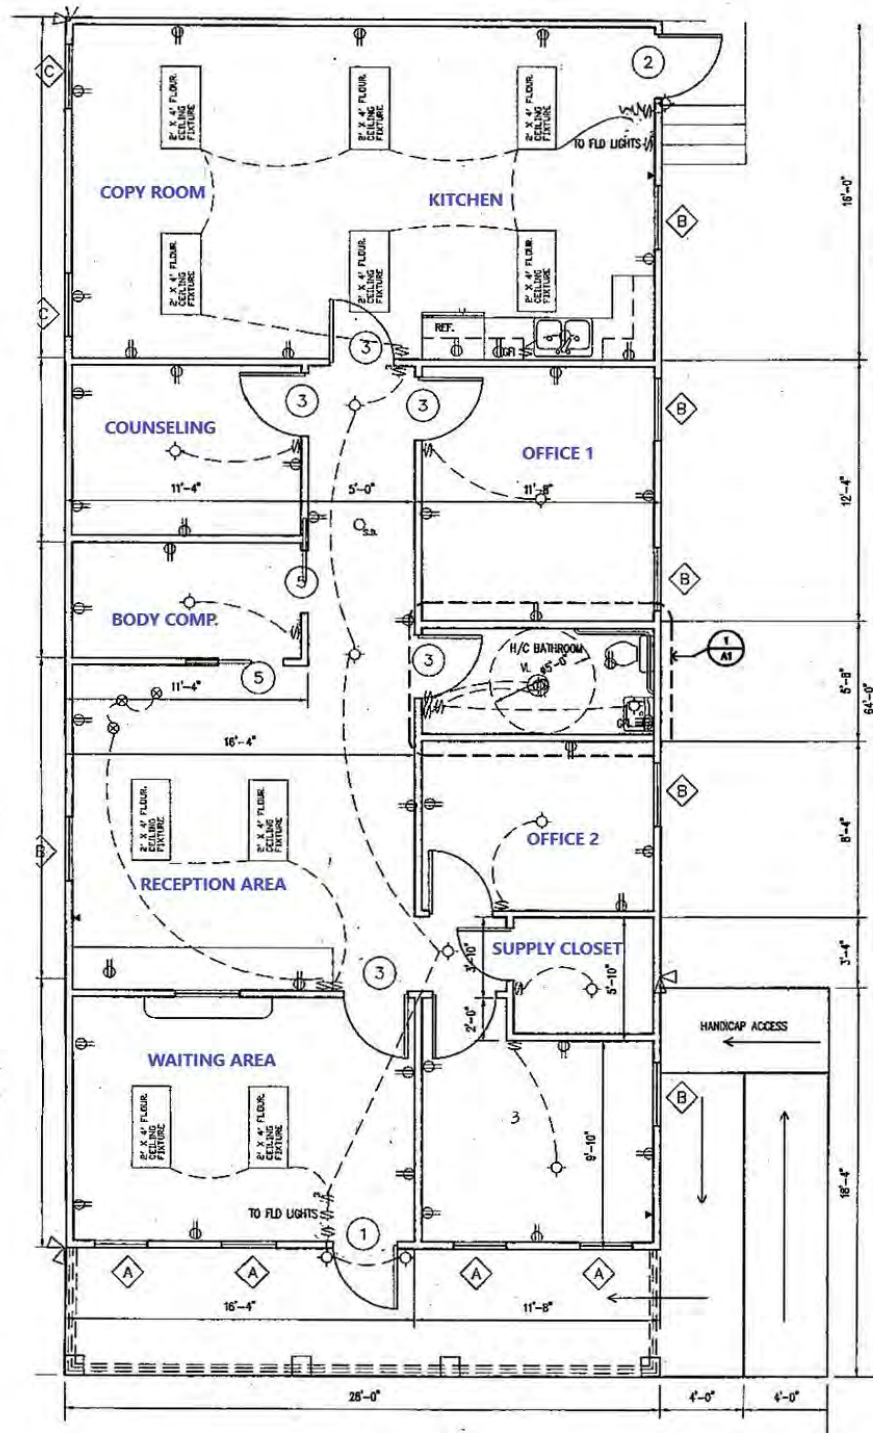 C
2
2' X 4' FLOUR.
CEILING
FIXTURE
2' X 4' FLOUR.
CEILING
FIXTURE
2' X 4' FLOUR.
CEILING
FIXTURE
TO FLD LIGHTS
COPY ROOM
KITCHEN
B
16'-0"
2' X 4' FLOUR.
CEILING
FIXTURE
2' X 4' FLOUR.
CEILING
FIXTURE
2' X 4' FLOUR.
CEILING
FIXTURE
C
REF.
GFI
3
3
3
B
COUNSELING
OFFICE 1
11'-4"
5'-0"
11'-8"
12'-4"
S.D.
5
B
BODY COMP.
H/C BATHROOM
1
A1
3
VL
5'-0"
5
5'-8"
64'-0"
11'-4"
16'-4"
B
2' X 4' FLOUR.
CEILING
FIXTURE
2' X 4' FLOUR.
CEILING
FIXTURE
OFFICE 2
8'-4"
RECEPTION AREA
SUPPLY CLOSET
3'-10"
3'-4"
3
5'-10"
2'-0"
HANDICAP ACCESS
WAITING AREA
B
2' X 4' FLOUR.
CEILING
FIXTURE
2' X 4' FLOUR.
CEILING
FIXTURE
3
9'-10"
18'-4"
TO FLD LIGHTS
1
A
A
A
A
16'-4"
11'-8"
28'-0"
4'-0"
4'-0"